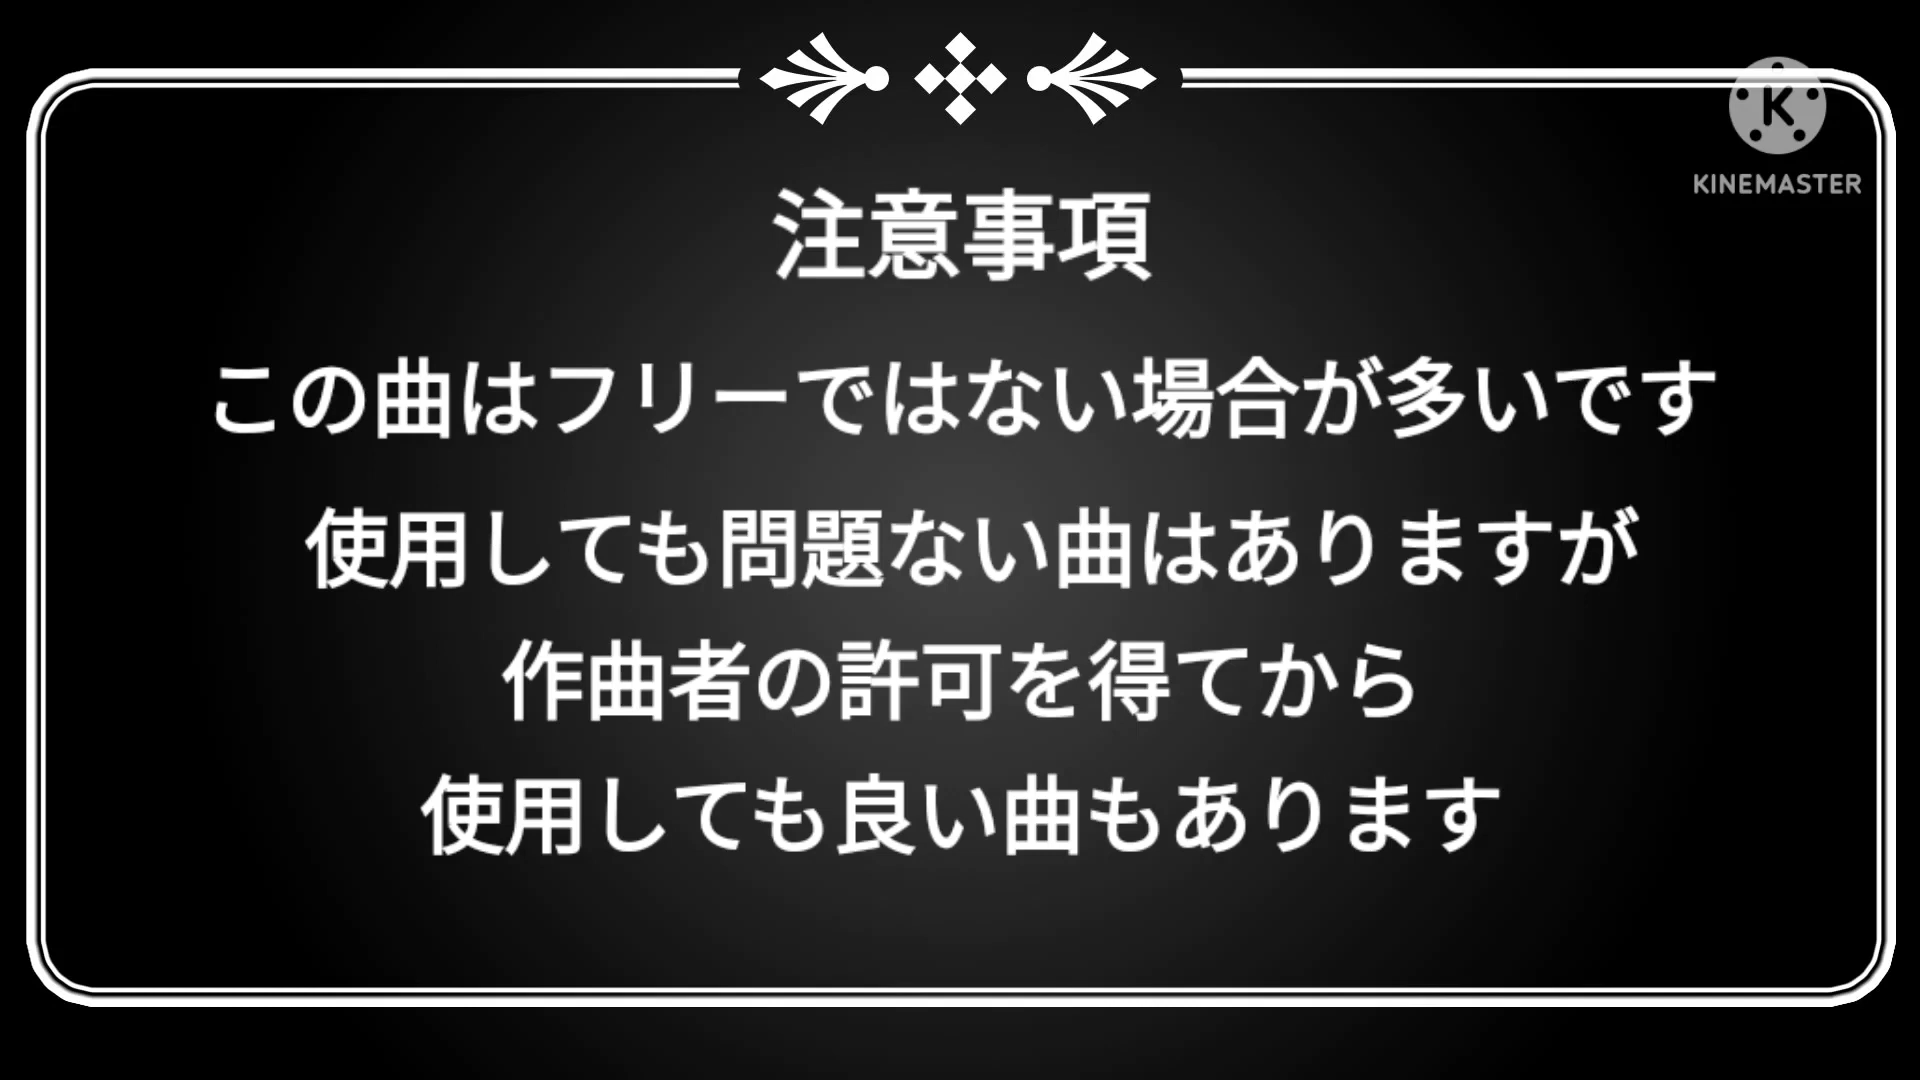 KINEMASTER
注意事項
この曲はフリーではない場合が多いです
使用しても問題ない曲はありますが
作曲者の許可を得てから
使用しても良い曲もあります